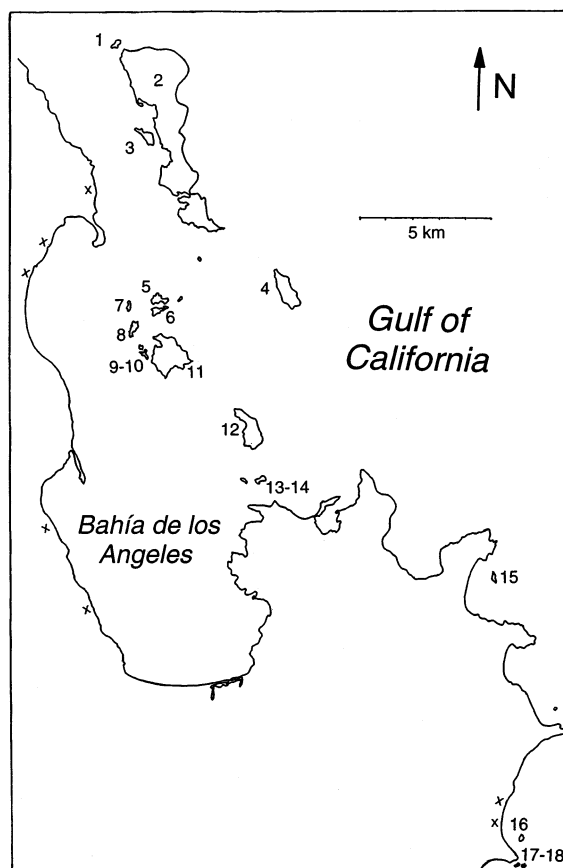 1
2
N
3
5 km
4
5
7
6
Gulf of
California
8
9-10
11
12
13-14
Bahía de los
Angeles
15
16
17-18
x
x
x
x
x
x
x